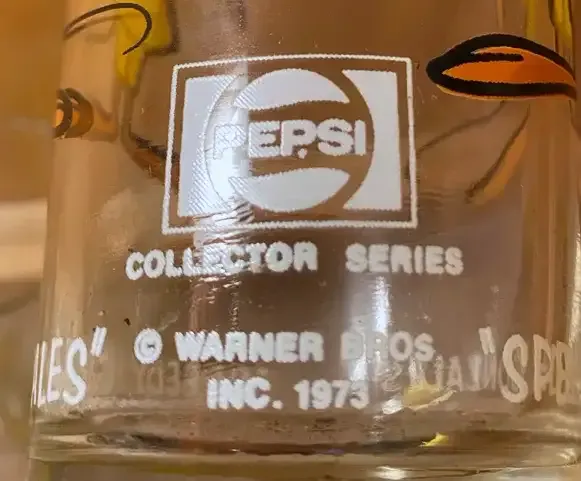 PEPSI
COLLECTOR SERIES
© WARNER BROS.
INC. 1973